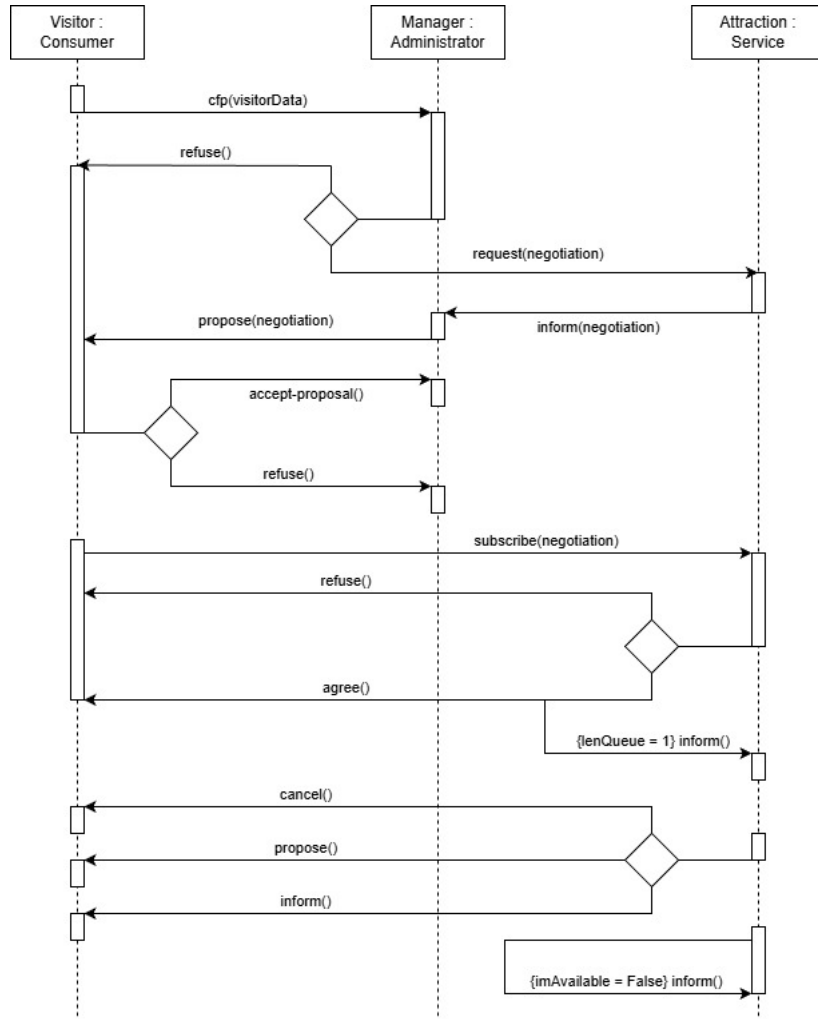 Visitor :
Consumer
Manager :
Administrator
Attraction :
Service
cfp(visitorData)
refuse()
request(negotiation)
propose(negotiation)
inform(negotiation)
accept-proposal()
refuse()
subscribe(negotiation)
refuse()
agree()
{lenQueue = 1} inform()
cancel()
propose()
inform()
{imAvailable = False} inform()